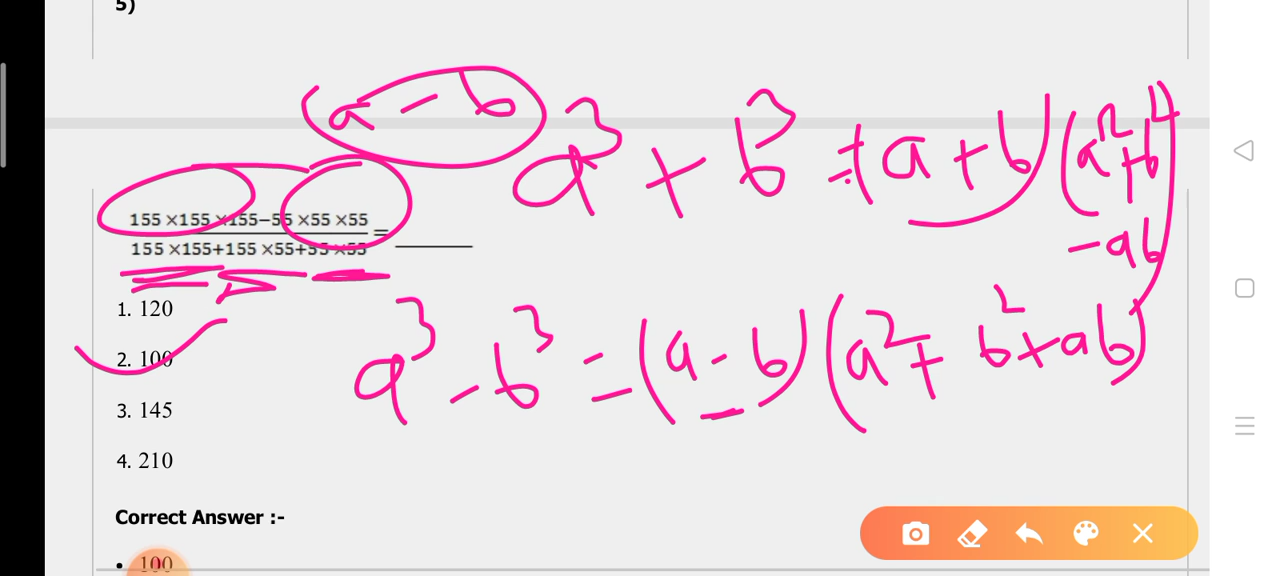 5)
(a - b)
a³ + b³ = (a + b)(a² + b²
- ab)
155 ×155 ×155−55 ×55 ×55
155 ×155+155 ×55+55 ×55
= ________
1. 120
2. 100
a³ - b³ = (a - b)(a² + b² + ab)
3. 145
4. 210
Correct Answer :-
• 100